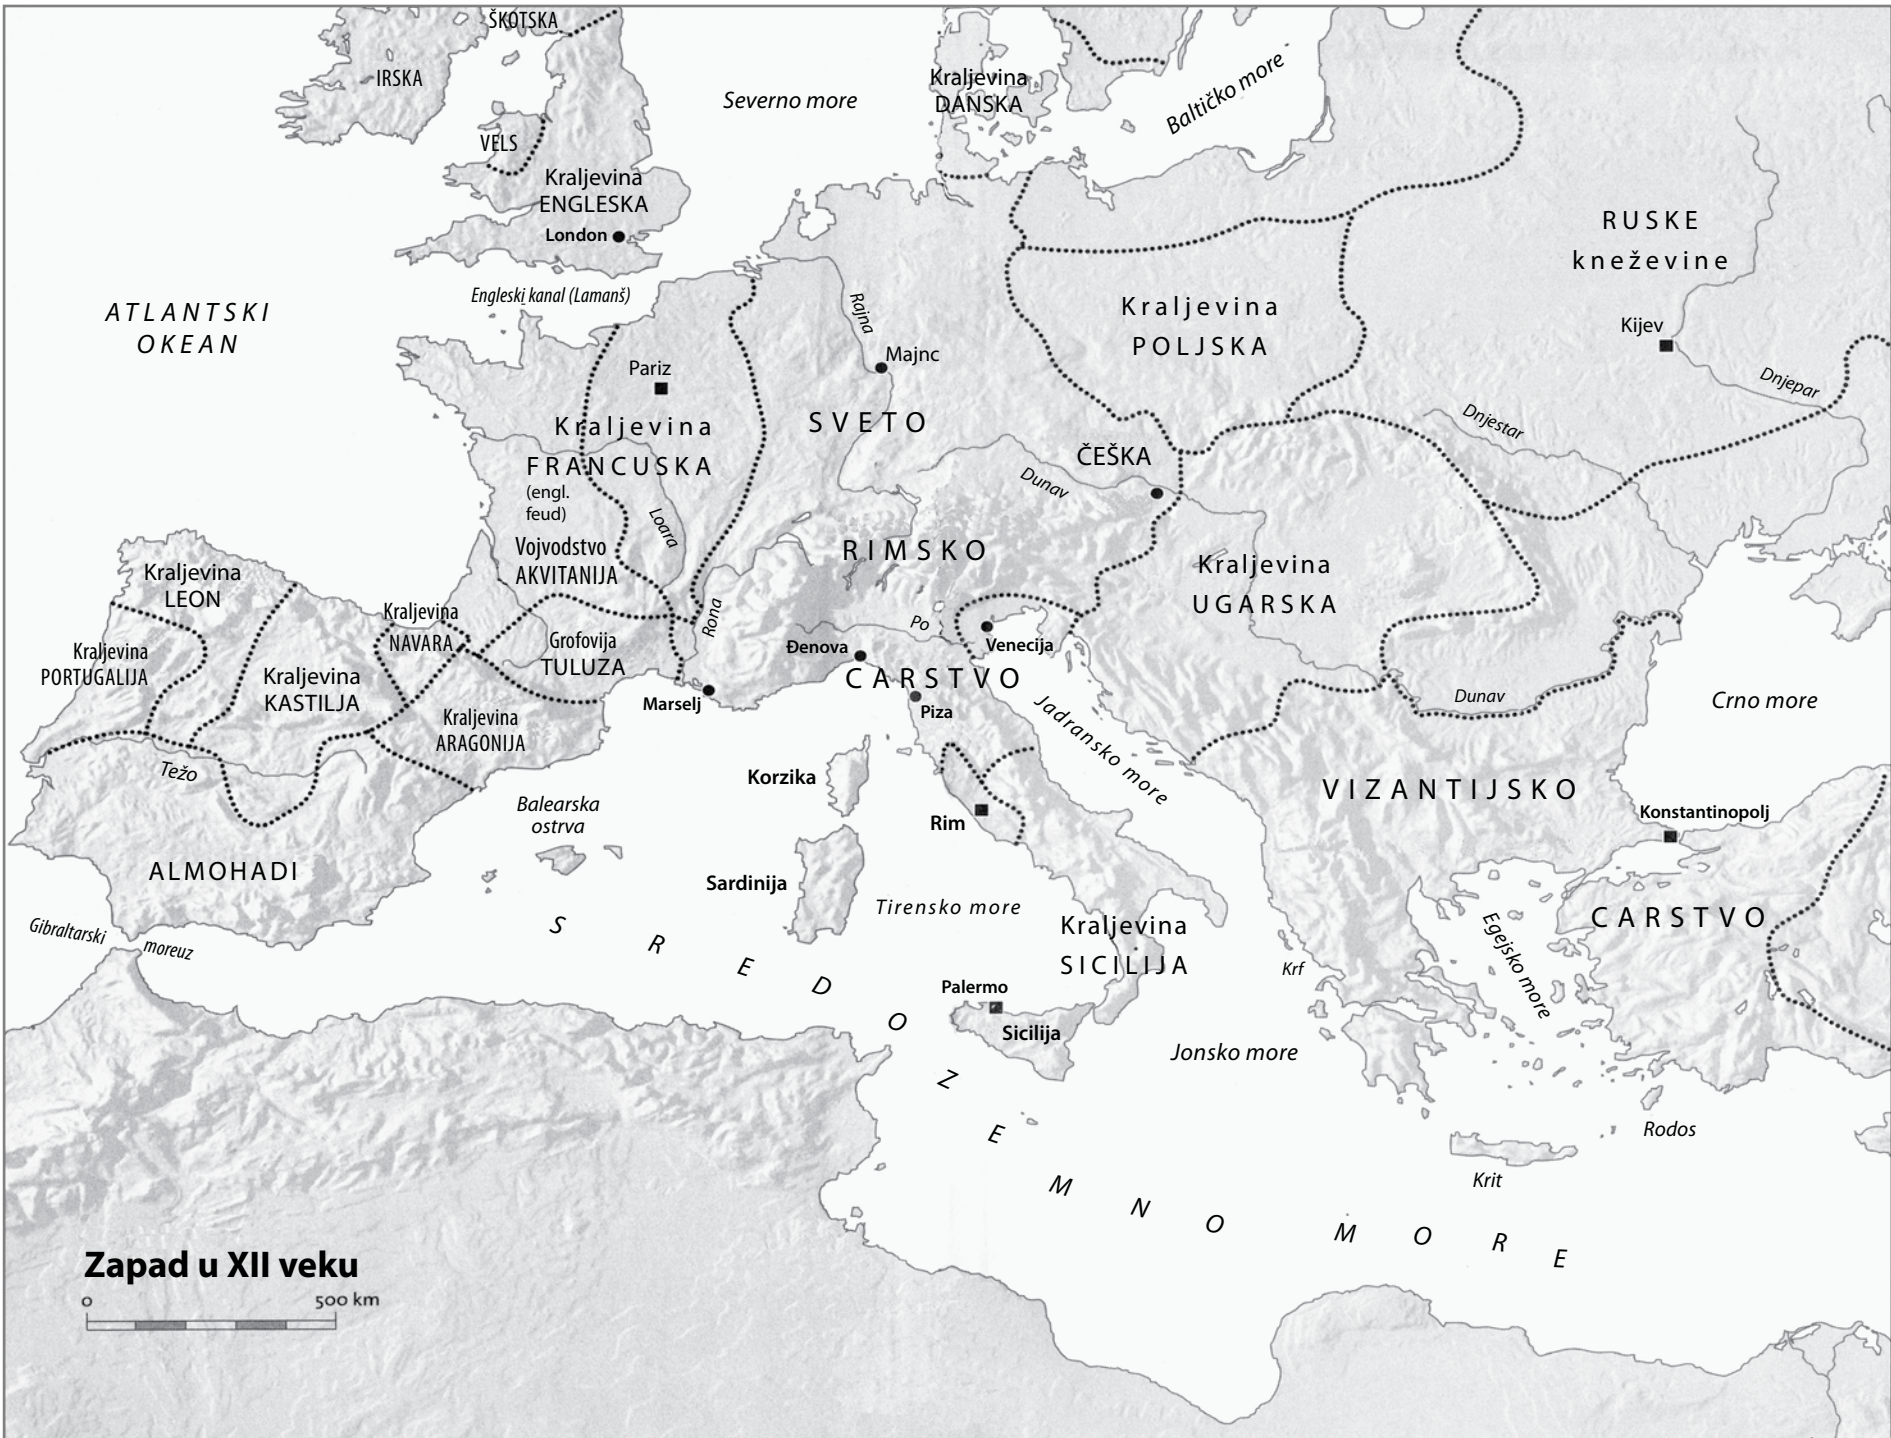 ŠKOTSKA
IRSKA
VELS
Kraljevina
ENGLESKA
London
Severno more
Kraljevina
DANSKA
Baltičko more
RUSKE
kneževine
Kijev
Dnjepar
Dnjestar
ATLANTSKI
OKEAN
Engleski kanal (Lamanš)
Rajna
Majnc
Pariz
Kraljevina
FRANCUSKA
(engl.
feud)
Loara
Vojvodstvo
AKVITANIJA
Kraljevina
POLJSKA
ČEŠKA
Dunav
SVETO
RIMSKO
CARSTVO
Kraljevina
UGARSKA
Kraljevina
LEON
Kraljevina
PORTUGALIJA
Kraljevina
KASTILJA
Kraljevina
NAVARA
Kraljevina
ARAGONIJA
Grofovija
TULUZA
Rona
Marselj
Đenova
Po
Venecija
Piza
Jadransko more
Dunav
Crno more
Težo
ALMOHADI
Gibraltarski
moreuz
Balearska
ostrva
Korzika
Sardinija
Rim
Tirensko more
Kraljevina
SICILIJA
Palermo
Sicilija
VIZANTIJSKO
CARSTVO
Konstantinopolj
Egejsko more
Krf
Jonsko more
Rodos
Krit
SREDOZEMNO MORE
Zapad u XII veku
0 500 km